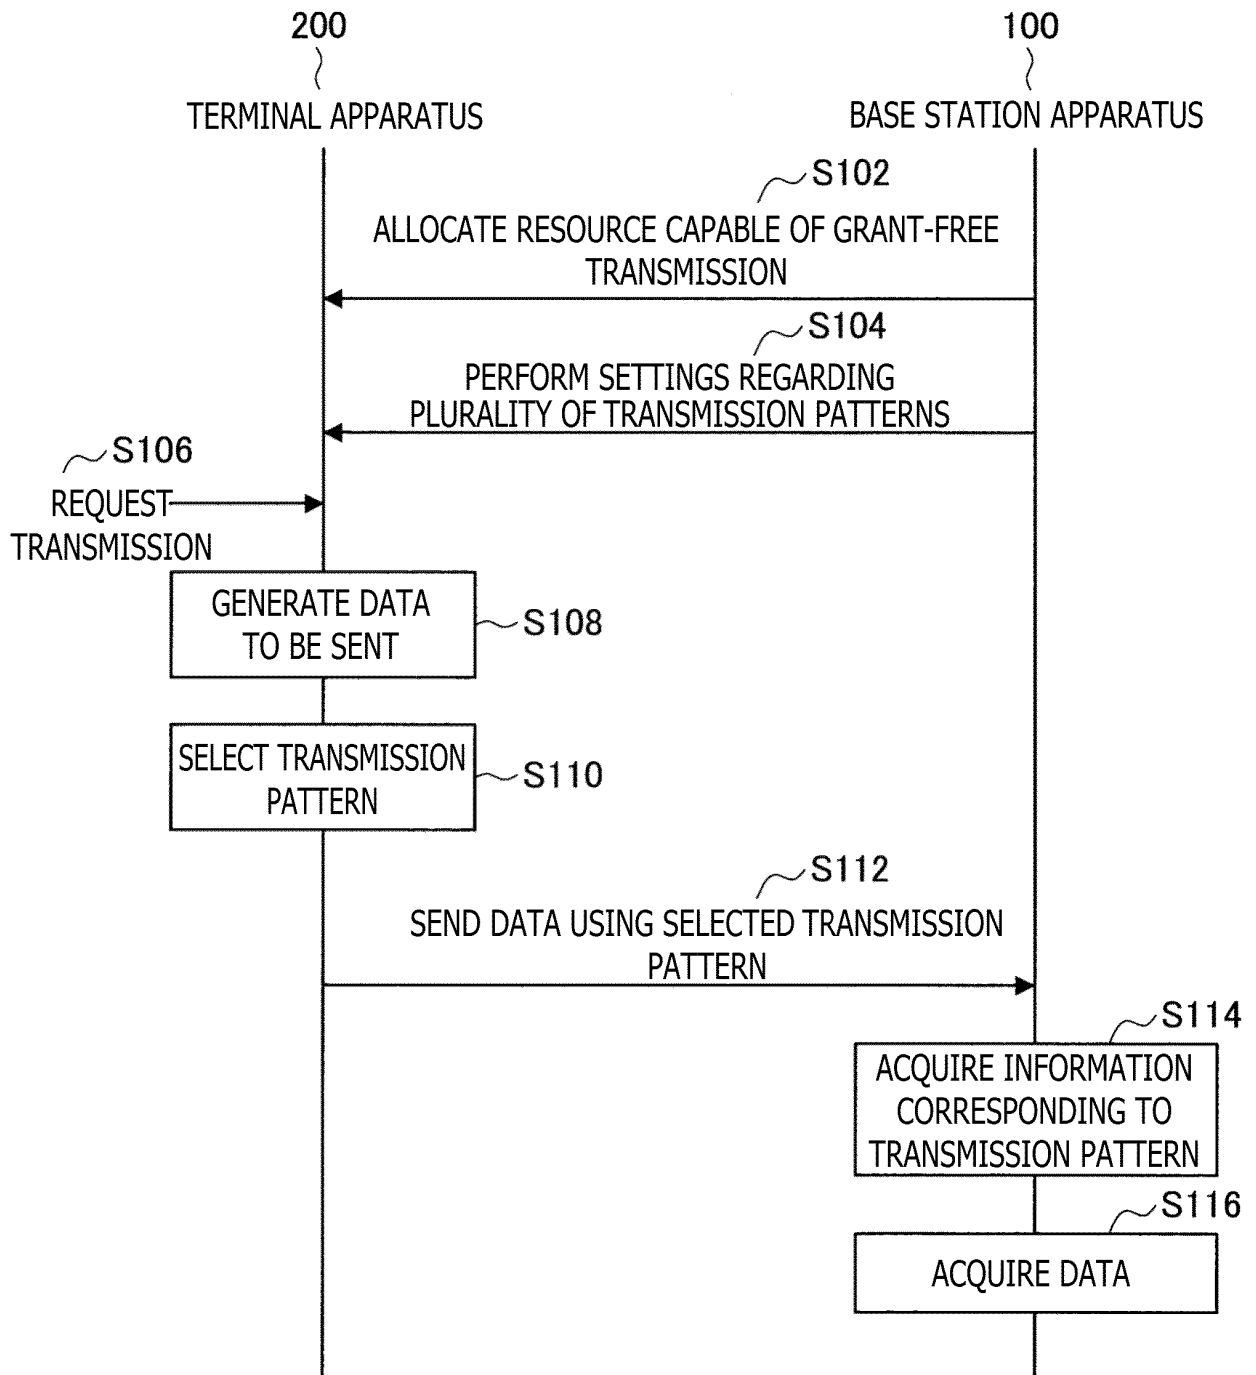 200
100
TERMINAL APPARATUS
BASE STATION APPARATUS
S102
ALLOCATE RESOURCE CAPABLE OF GRANT-FREE
TRANSMISSION
S104
PERFORM SETTINGS REGARDING
PLURALITY OF TRANSMISSION PATTERNS
S106
REQUEST
TRANSMISSION
GENERATE DATA
TO BE SENT
S108
SELECT TRANSMISSION
PATTERN
S110
S112
SEND DATA USING SELECTED TRANSMISSION
PATTERN
S114
ACQUIRE INFORMATION
CORRESPONDING TO
TRANSMISSION PATTERN
S116
ACQUIRE DATA